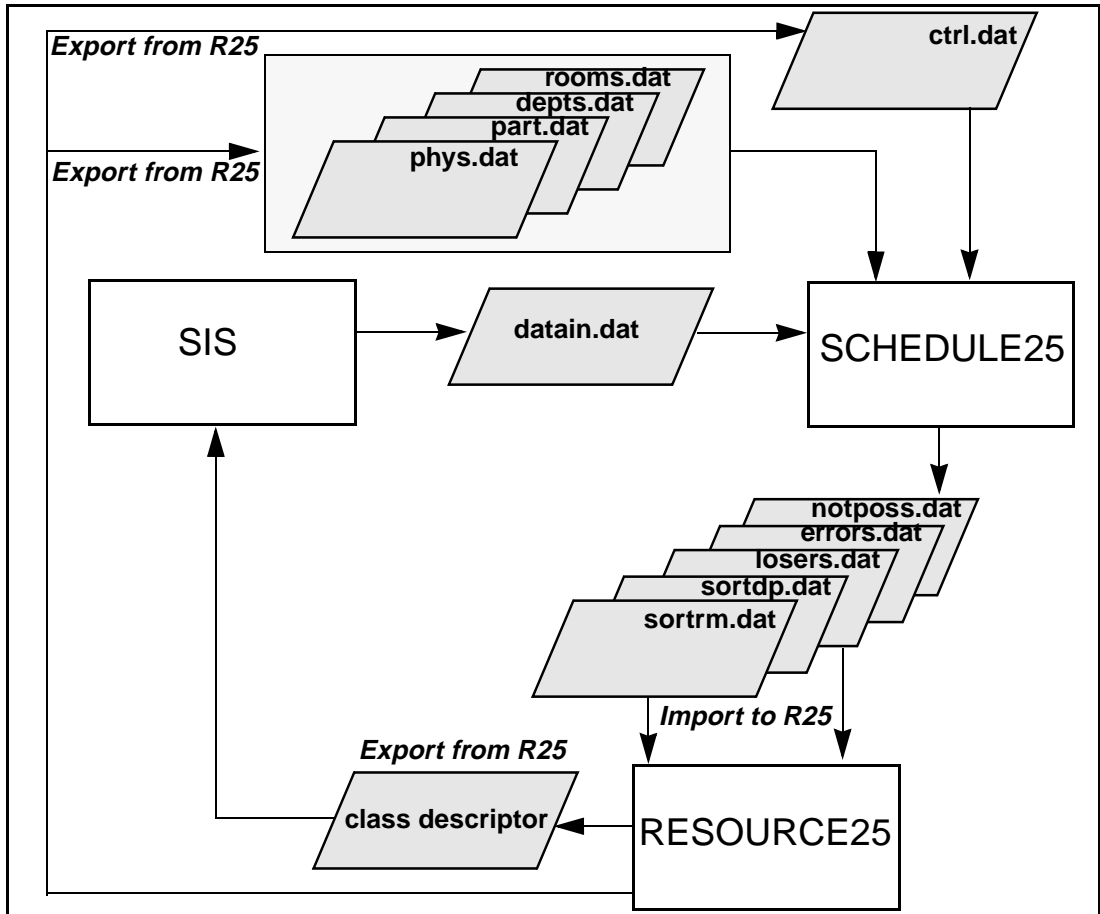 ctrl.dat
Export from R25
rooms.dat
depts.dat
part.dat
phys.dat
Export from R25
SIS
datain.dat
SCHEDULE25
notposs.dat
errors.dat
losers.dat
sortdp.dat
sortrm.dat
Import to R25
Export from R25
class descriptor
RESOURCE25